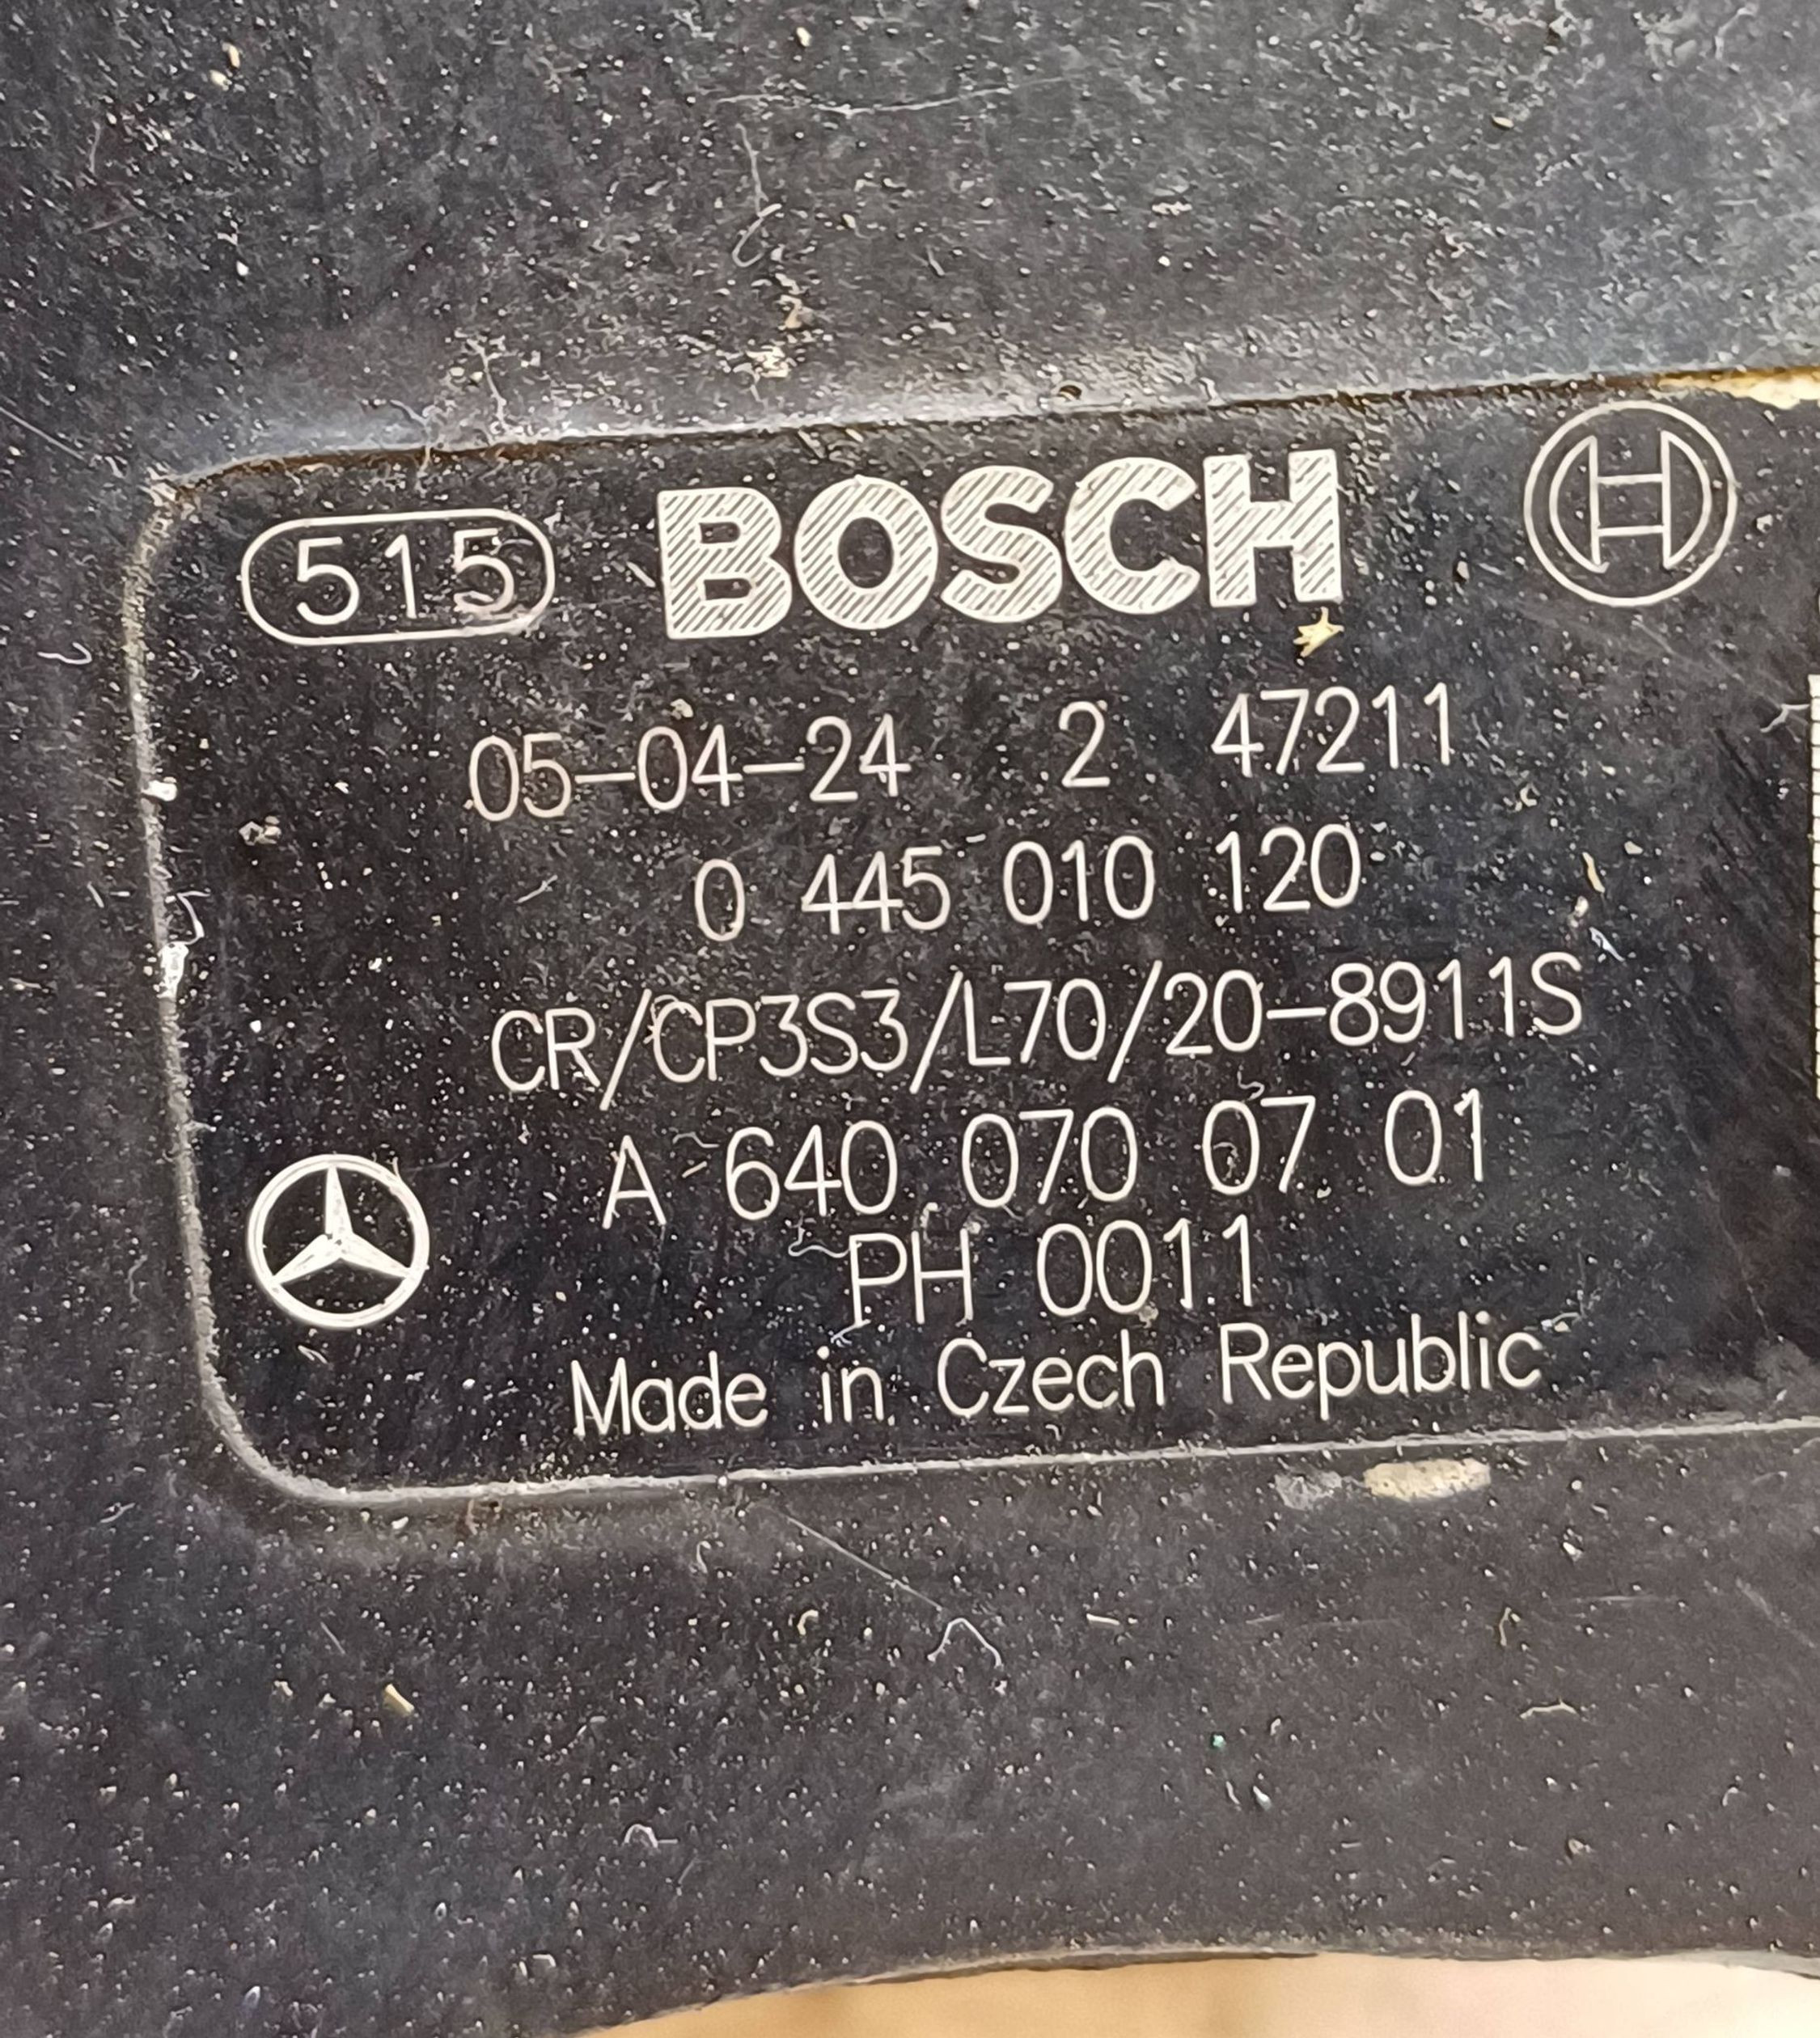 515 BOSCH
05-04-24 2 47211
0 445 010 120
CR/CP3S3/L70/20-8911S
A 640 070 07 01
PH 0011
Made in Czech Republic